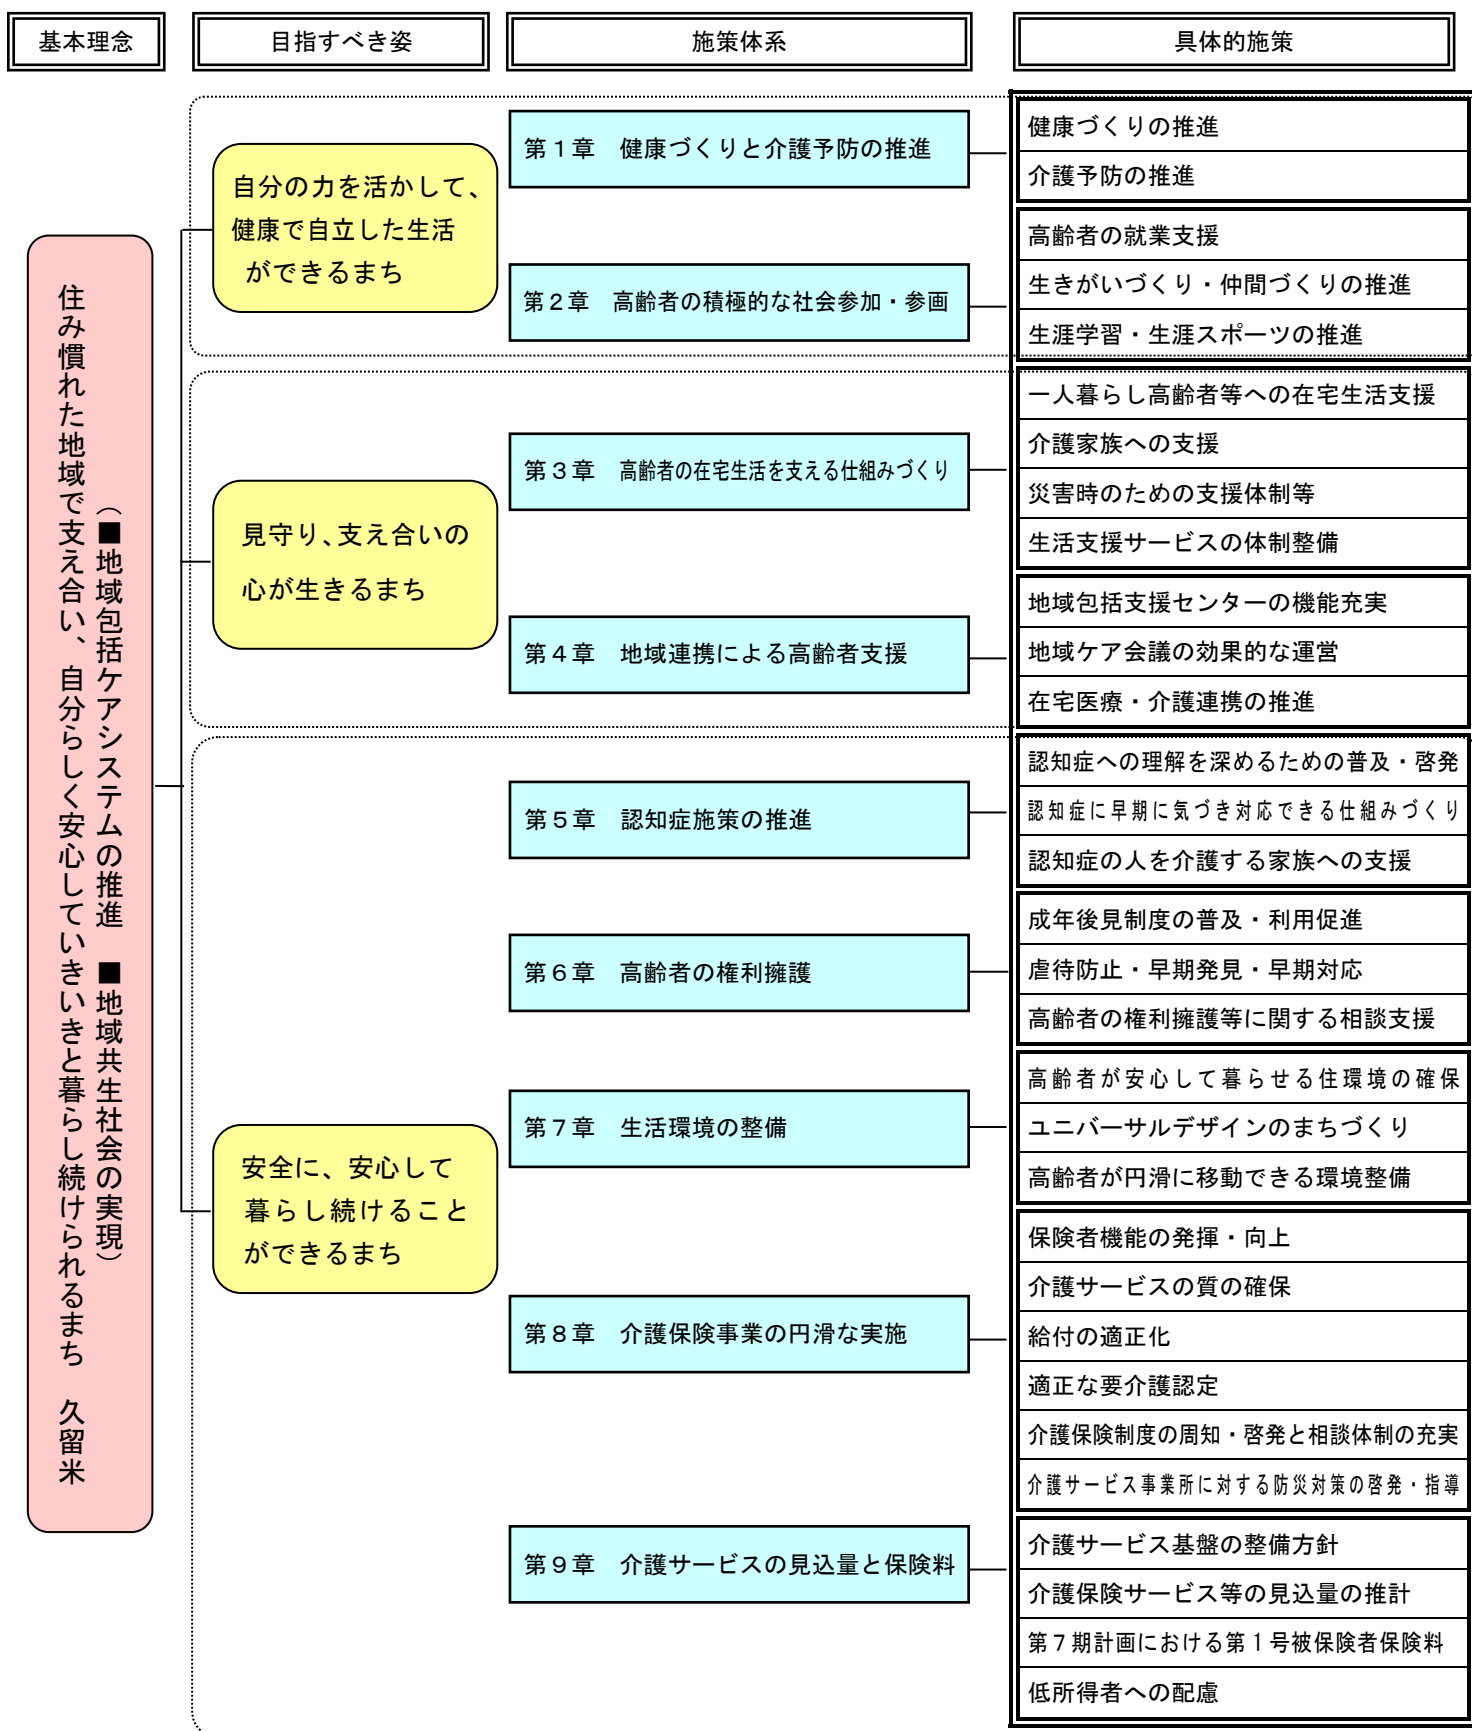 基本理念
目指すべき姿
施策体系
具体的施策
住み慣れた地域で支え合い、自分らしく安心していきいきと暮らし続けられるまち　久留米
（■地域包括ケアシステムの推進　■地域共生社会の実現）
自分の力を活かして、
健康で自立した生活
ができるまち
第１章　健康づくりと介護予防の推進
健康づくりの推進
介護予防の推進
第２章　高齢者の積極的な社会参加・参画
高齢者の就業支援
生きがいづくり・仲間づくりの推進
生涯学習・生涯スポーツの推進
見守り、支え合いの
心が生きるまち
第３章　高齢者の在宅生活を支える仕組みづくり
一人暮らし高齢者等への在宅生活支援
介護家族への支援
災害時のための支援体制等
生活支援サービスの体制整備
第４章　地域連携による高齢者支援
地域包括支援センターの機能充実
地域ケア会議の効果的な運営
在宅医療・介護連携の推進
安全に、安心して
暮らし続けること
ができるまち
第５章　認知症施策の推進
認知症への理解を深めるための普及・啓発
認知症に早期に気づき対応できる仕組みづくり
認知症の人を介護する家族への支援
第６章　高齢者の権利擁護
成年後見制度の普及・利用促進
虐待防止・早期発見・早期対応
高齢者の権利擁護等に関する相談支援
第７章　生活環境の整備
高齢者が安心して暮らせる住環境の確保
ユニバーサルデザインのまちづくり
高齢者が円滑に移動できる環境整備
第８章　介護保険事業の円滑な実施
保険者機能の発揮・向上
介護サービスの質の確保
給付の適正化
適正な要介護認定
介護保険制度の周知・啓発と相談体制の充実
介護サービス事業所に対する防災対策の啓発・指導
第９章　介護サービスの見込量と保険料
介護サービス基盤の整備方針
介護保険サービス等の見込量の推計
第７期計画における第１号被保険者保険料
低所得者への配慮